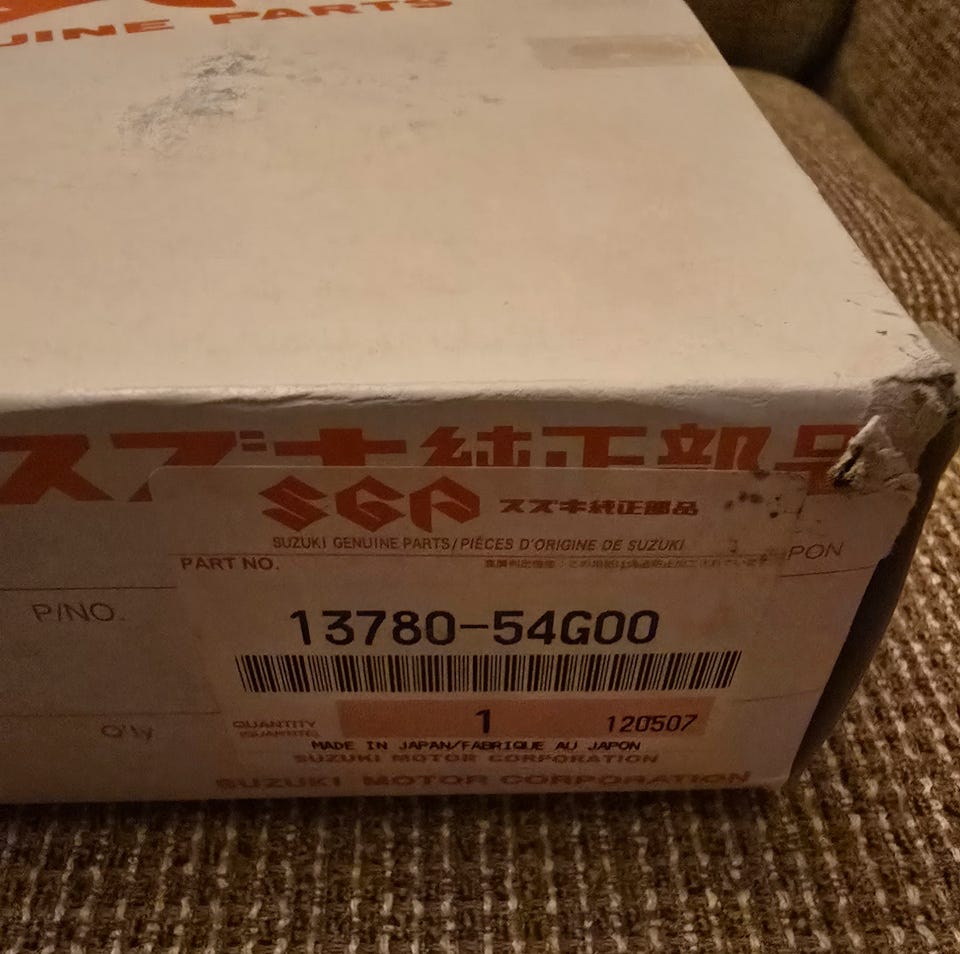 UINE PARTS
スズキ純正部品
SGP スズキ純正部品
SUZUKI GENUINE PARTS/PIÈCES D'ORIGINE DE SUZUKI
PART NO.
PON
P/NO.
13780-54G00
Q'ty
QUANTITY 1 120507
(QUANTITÉ)
MADE IN JAPAN/FABRIQUE AU JAPON
SUZUKI MOTOR CORPORATION
SUZUKI MOTOR CORPORATION